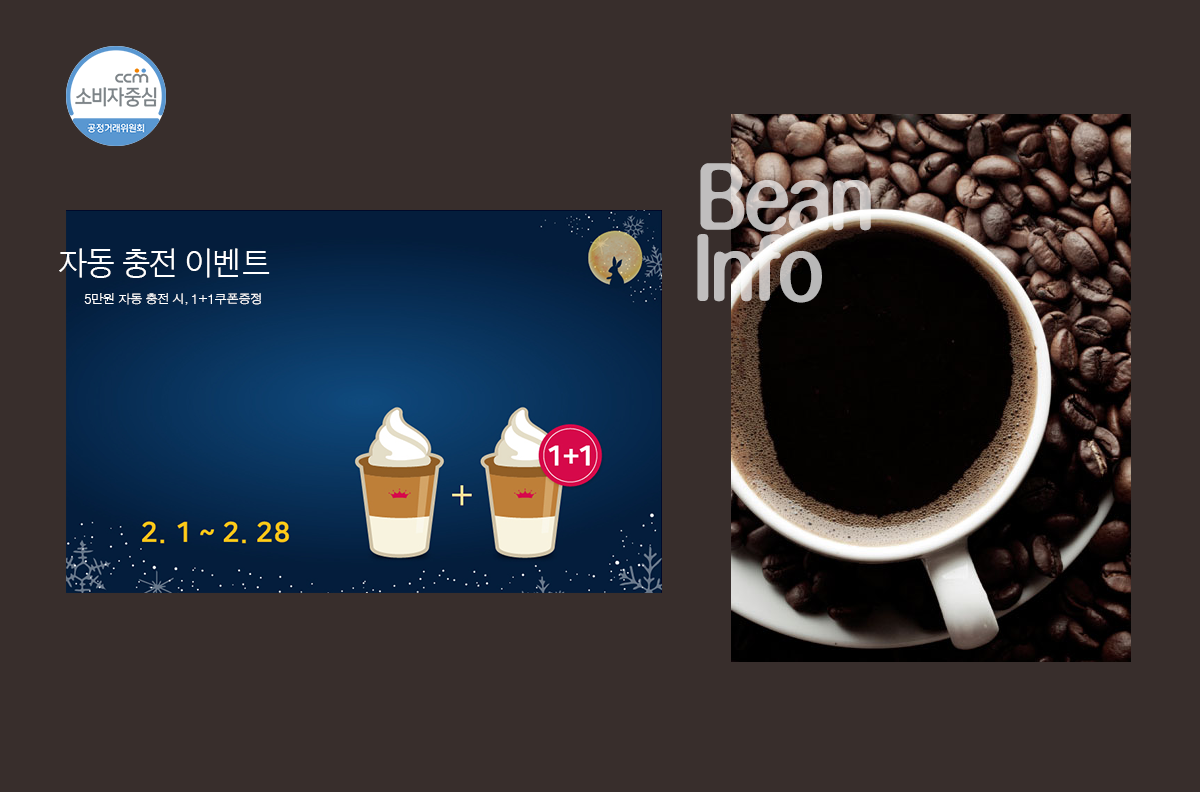 ccm
소비자중심
공정거래위원회
자동 충전 이벤트
5만원 자동 충전 시, 1+1쿠폰증정
+
1+1
2. 1 ~ 2. 28
Bean
Info